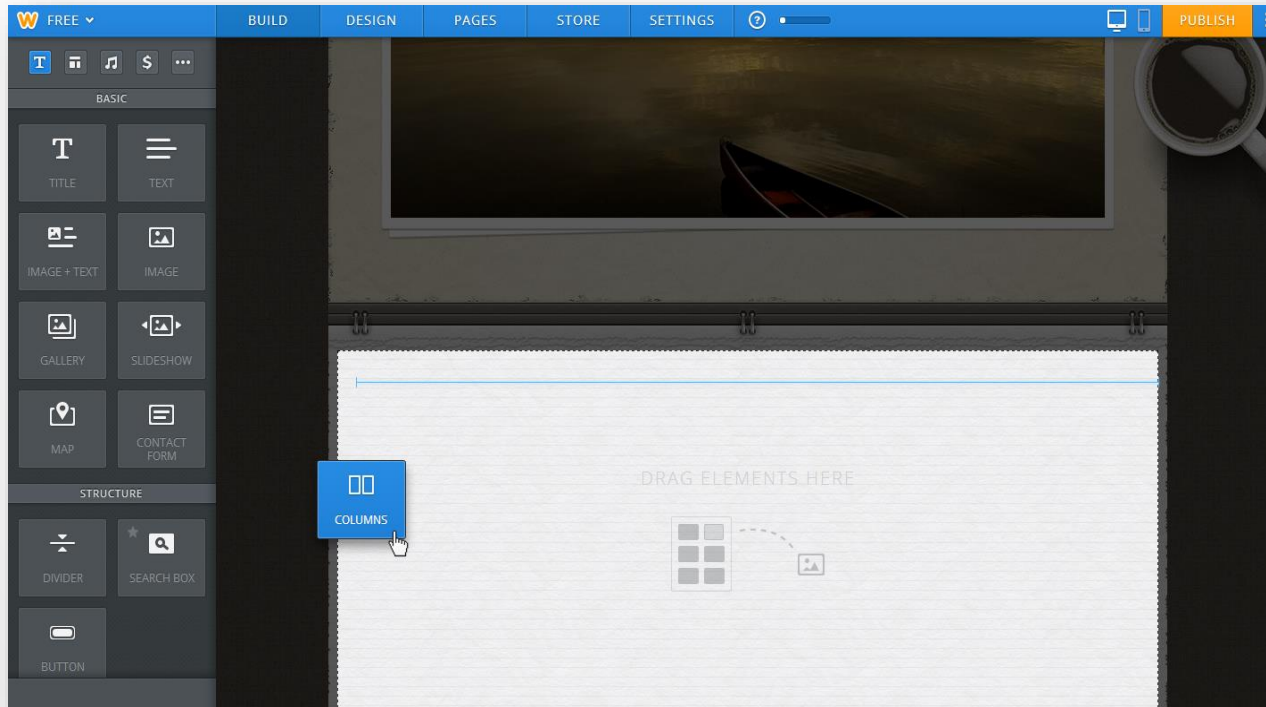 FREE
BUILD
DESIGN
PAGES
STORE
SETTINGS
?
PUBLISH
T
$
BASIC
T
TITLE
TEXT
IMAGE + TEXT
IMAGE
GALLERY
SLIDESHOW
MAP
CONTACT
FORM
STRUCTURE
DIVIDER
SEARCH BOX
BUTTON
COLUMNS
DRAG ELEMENTS HERE